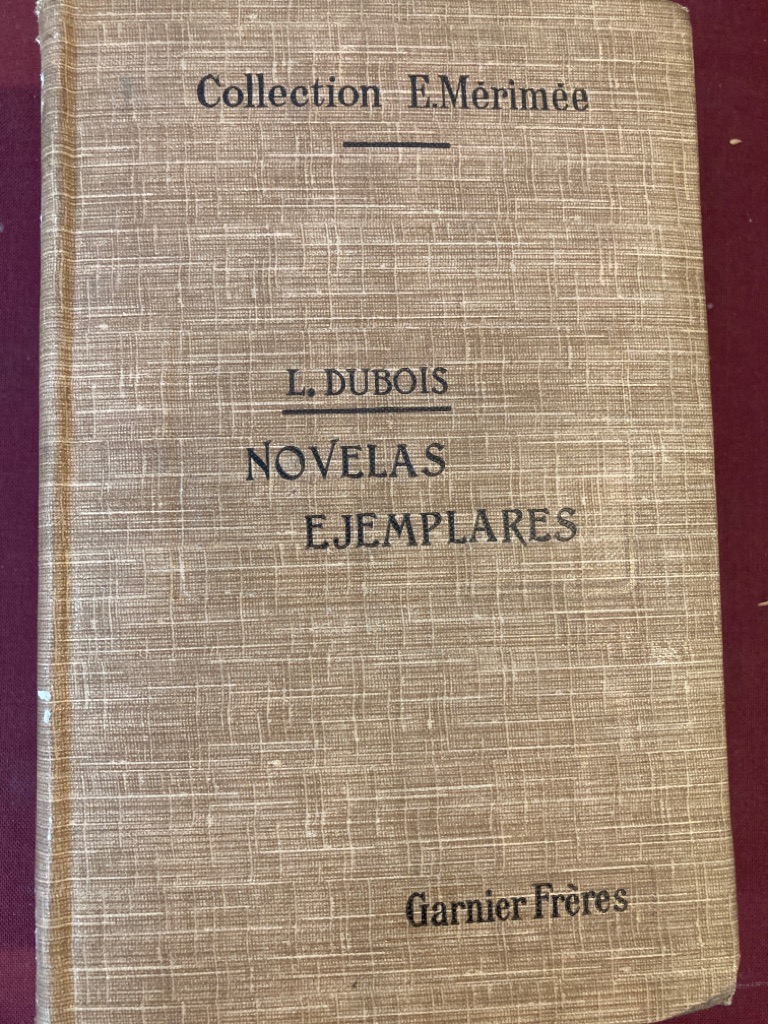 Collection E.Mérimée
L. DUBOIS
NOVELAS
EJEMPLARES
Garnier Frères